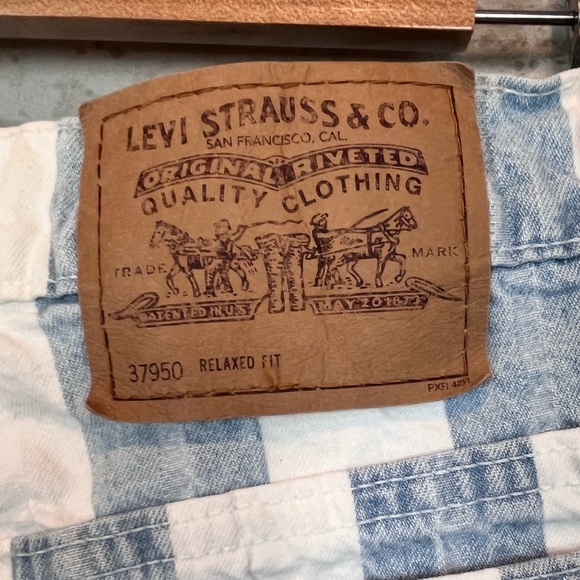 LEVI STRAUSS & CO.
SAN FRANCISCO, CAL.
ORIGINAL RIVETED
QUALITY CLOTHING
TRADE MARK
PATENTED IN U.S. MAY 20 1873
37950 RELAXED FIT